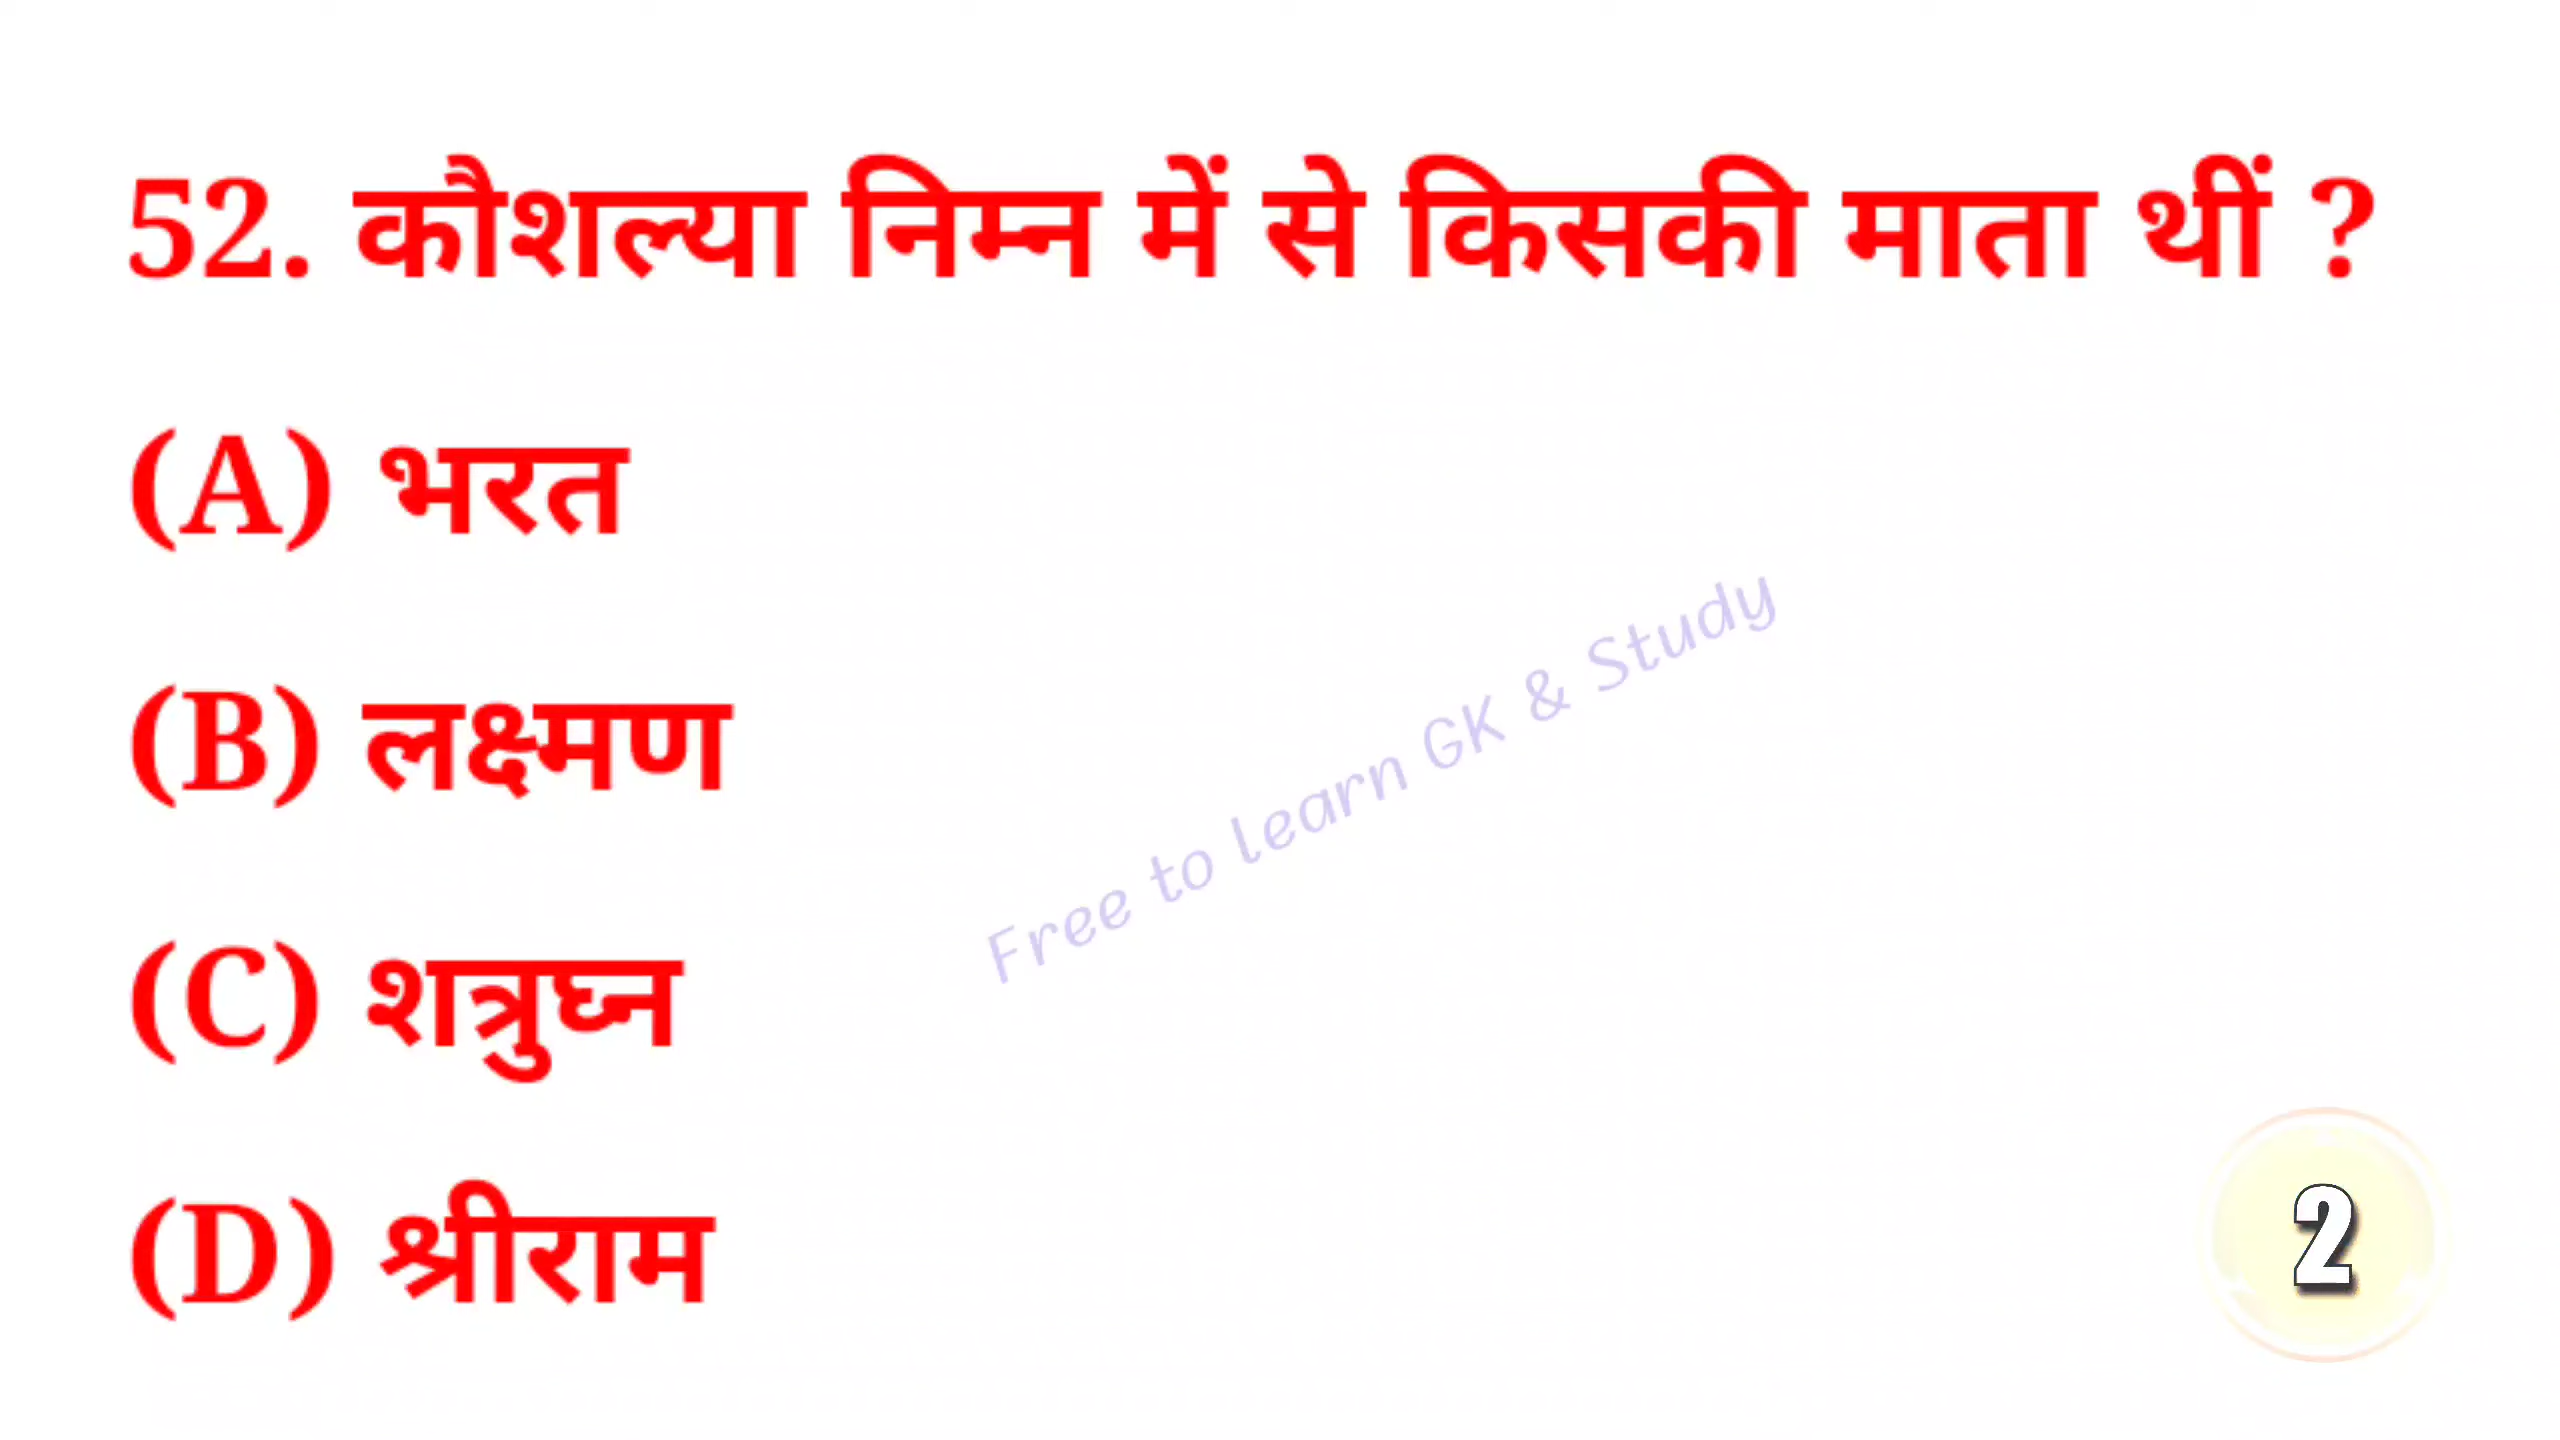 52. कौशल्या निम्न में से किसकी माता थीं ?
(A) भरत
(B) लक्ष्मण
Free to learn GK & Study
(C) शत्रुघ्न
(D) श्रीराम
2